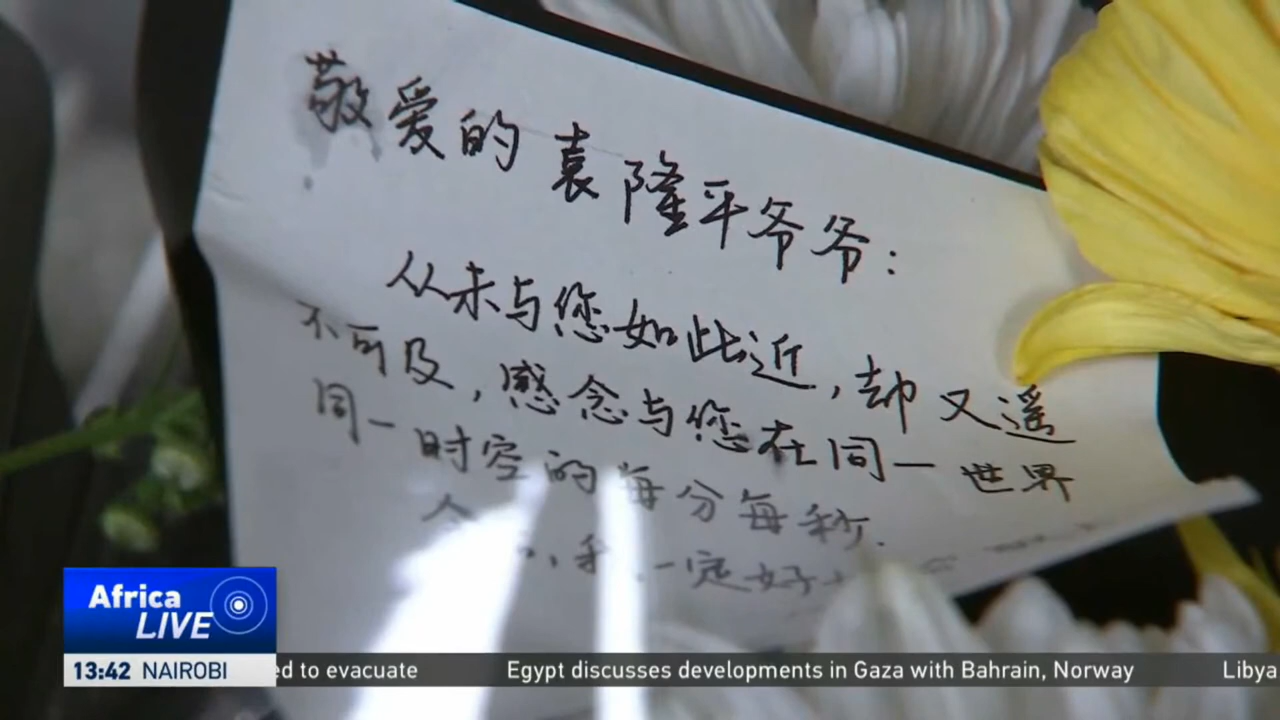 敬爱的袁隆平爷爷：
从未与您如此近，却又遥
不可及，感念与您在同一世界
同一时空的每分每秒.
一定好
Africa
LIVE
13:42 NAIROBI
to evacuate Egypt discusses developments in Gaza with Bahrain, Norway Libya